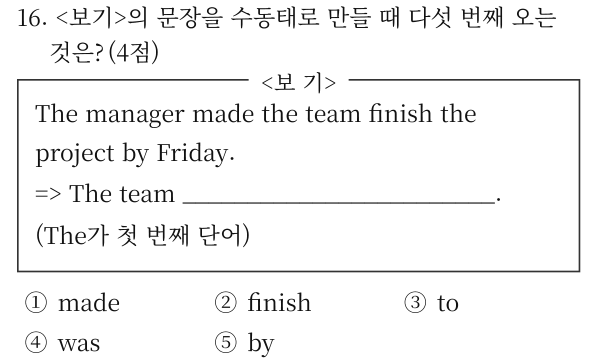 16. <보기>의 문장을 수동태로 만들 때 다섯 번째 오는
것은? (4점)
<보 기>
The manager made the team finish the
project by Friday.
=> The team ________________________.
(The가 첫 번째 단어)
① made ② finish ③ to
④ was ⑤ by